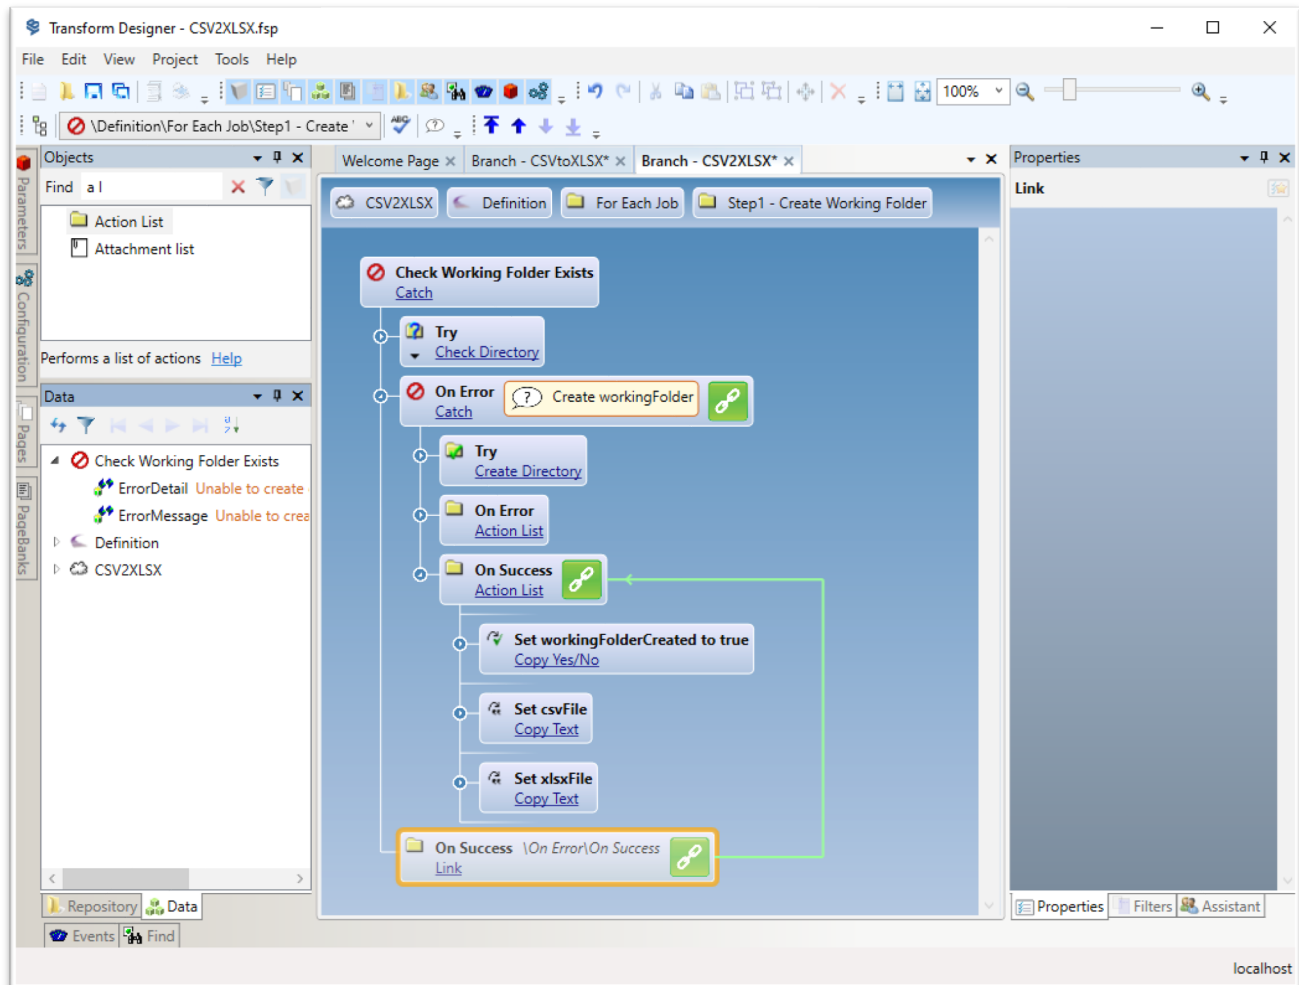 Transform Designer - CSV2XLSX.fsp
File Edit View Project Tools Help
100%
\Definition\For Each Job\Step1 - Create '
ABC
Objects
Find a l
Action List
Attachment list
Performs a list of actions Help
Parameters
Configuration
Pages
PageBanks
Data
Check Working Folder Exists
ErrorDetail Unable to create
ErrorMessage Unable to crea
Definition
CSV2XLSX
Repository Data
Events Find
Welcome Page Branch - CSVtoXLSX* Branch - CSV2XLSX*
CSV2XLSX Definition For Each Job Step1 - Create Working Folder
Check Working Folder Exists
Catch
Try
Check Directory
On Error
Catch
? Create workingFolder
Try
Create Directory
On Error
Action List
On Success
Action List
Set workingFolderCreated to true
Copy Yes/No
Set csvFile
Copy Text
Set xlsxFile
Copy Text
On Success \On Error\On Success
Link
Properties
Link
Properties Filters Assistant
localhost